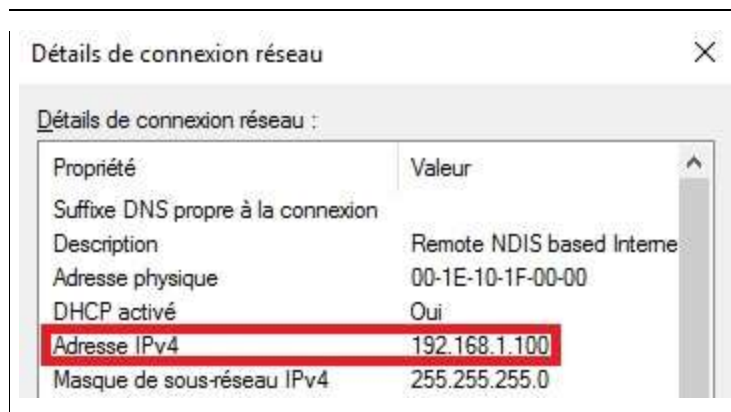 Détails de connexion réseau
Détails de connexion réseau :
Propriété Valeur
Suffixe DNS propre à la connexion
Description Remote NDIS based Interne
Adresse physique 00-1E-10-1F-00-00
DHCP activé Oui
Adresse IPv4 192.168.1.100
Masque de sous-réseau IPv4 255.255.255.0